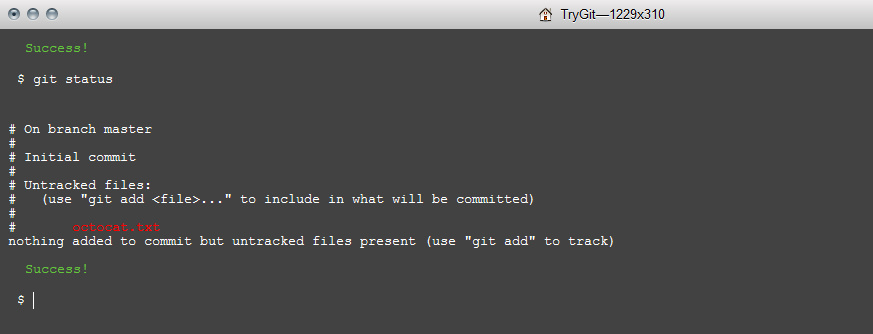 TryGit—1229x310
Success!
$ git status
# On branch master
#
# Initial commit
#
# Untracked files:
#   (use "git add <file>..." to include in what will be committed)
#
#       octocat.txt
nothing added to commit but untracked files present (use "git add" to track)
Success!
$